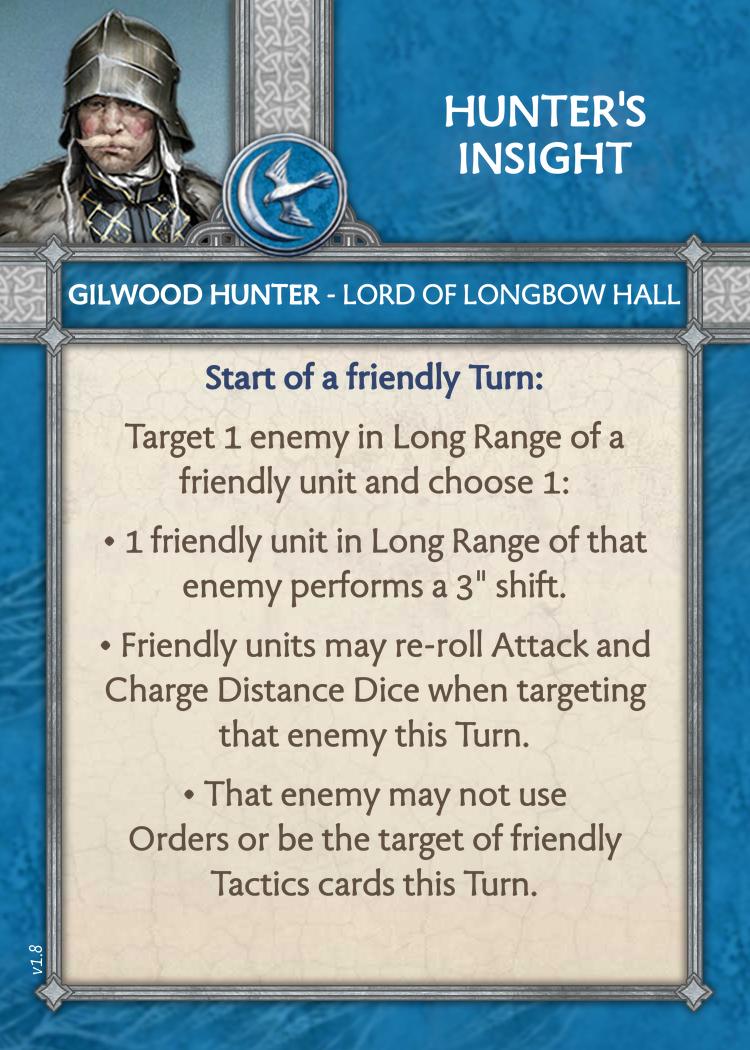 HUNTER'S
INSIGHT
GILWOOD HUNTER - LORD OF LONGBOW HALL
Start of a friendly Turn:
Target 1 enemy in Long Range of a
friendly unit and choose 1:
• 1 friendly unit in Long Range of that
enemy performs a 3" shift.
• Friendly units may re-roll Attack and
Charge Distance Dice when targeting
that enemy this Turn.
• That enemy may not use
Orders or be the target of friendly
Tactics cards this Turn.
v1.8